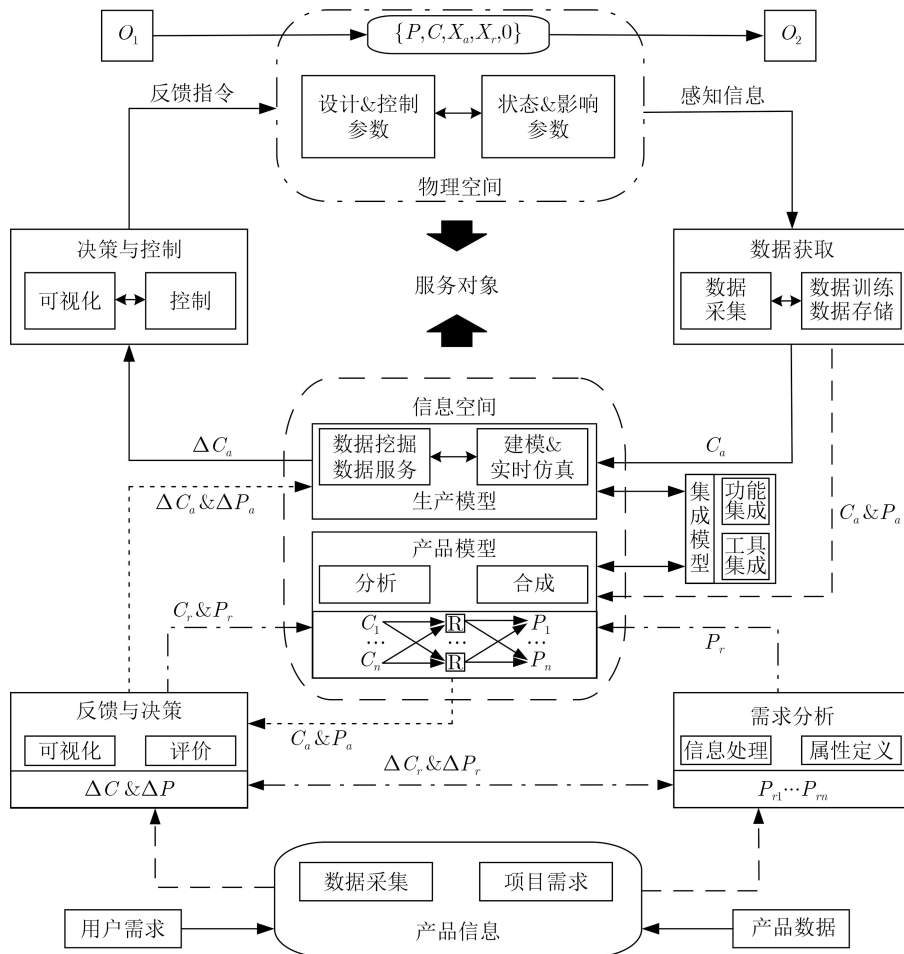 O₁
{P,C,Xₐ,Xᵣ,0}
O₂
反馈指令
设计&控制
参数
状态&影响
参数
感知信息
物理空间
决策与控制
可视化
控制
服务对象
数据获取
数据
采集
数据训练
数据存储
信息空间
ΔCₐ
数据挖掘
数据服务
建模&
实时仿真
Cₐ
生产模型
ΔCₐ&ΔPₐ
集成模型
功能
集成
工具
集成
Cₐ&Pₐ
产品模型
分析
合成
Cᵣ&Pᵣ
C₁
R
P₁
...
...
...
Cₙ
R
Pₙ
Pᵣ
反馈与决策
可视化
评价
ΔC&ΔP
Cₐ&Pₐ
ΔCᵣ&ΔPᵣ
需求分析
信息处理
属性定义
Pᵣ₁···Pᵣₙ
数据采集
项目需求
产品信息
用户需求
产品数据